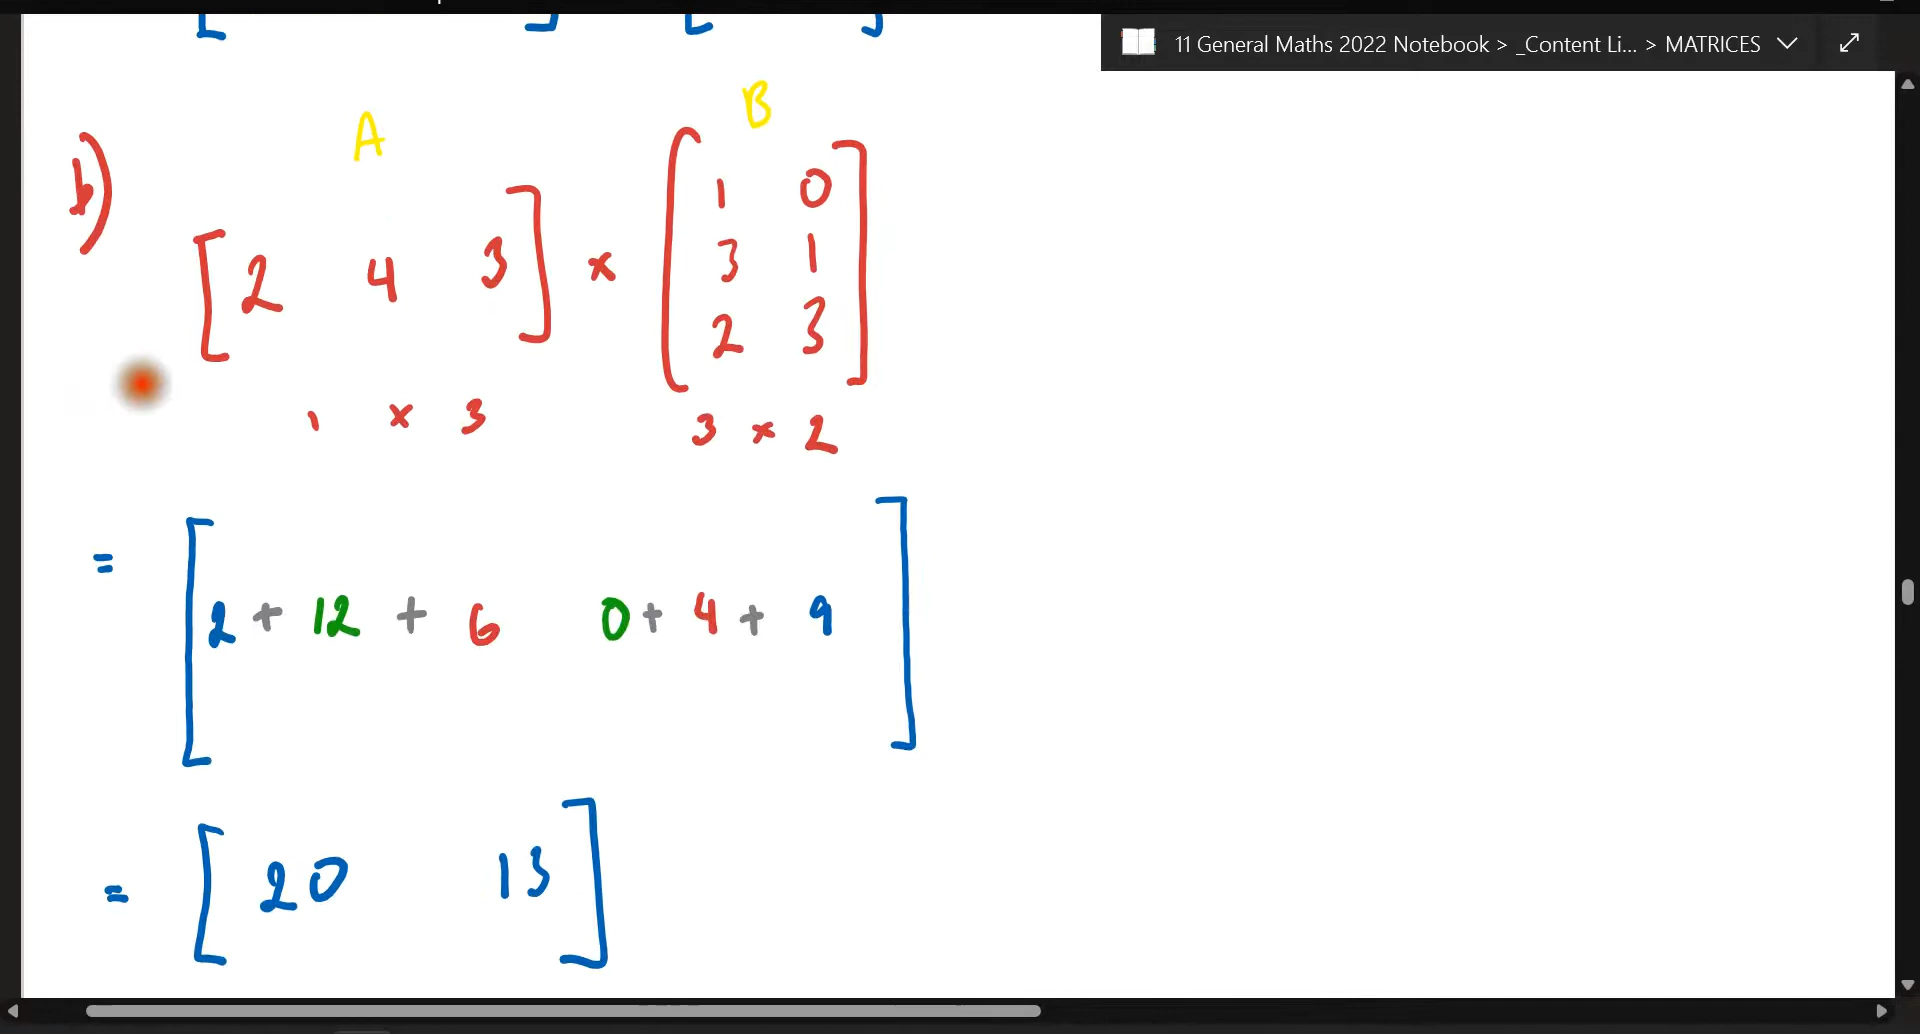 11 General Maths 2022 Notebook > _Content Li... > MATRICES
A B
b) [2 4 3] × [1 0
3 1
2 3]
1 × 3 3 × 2
= [2 + 12 + 6 0 + 4 + 9]
= [20 13]